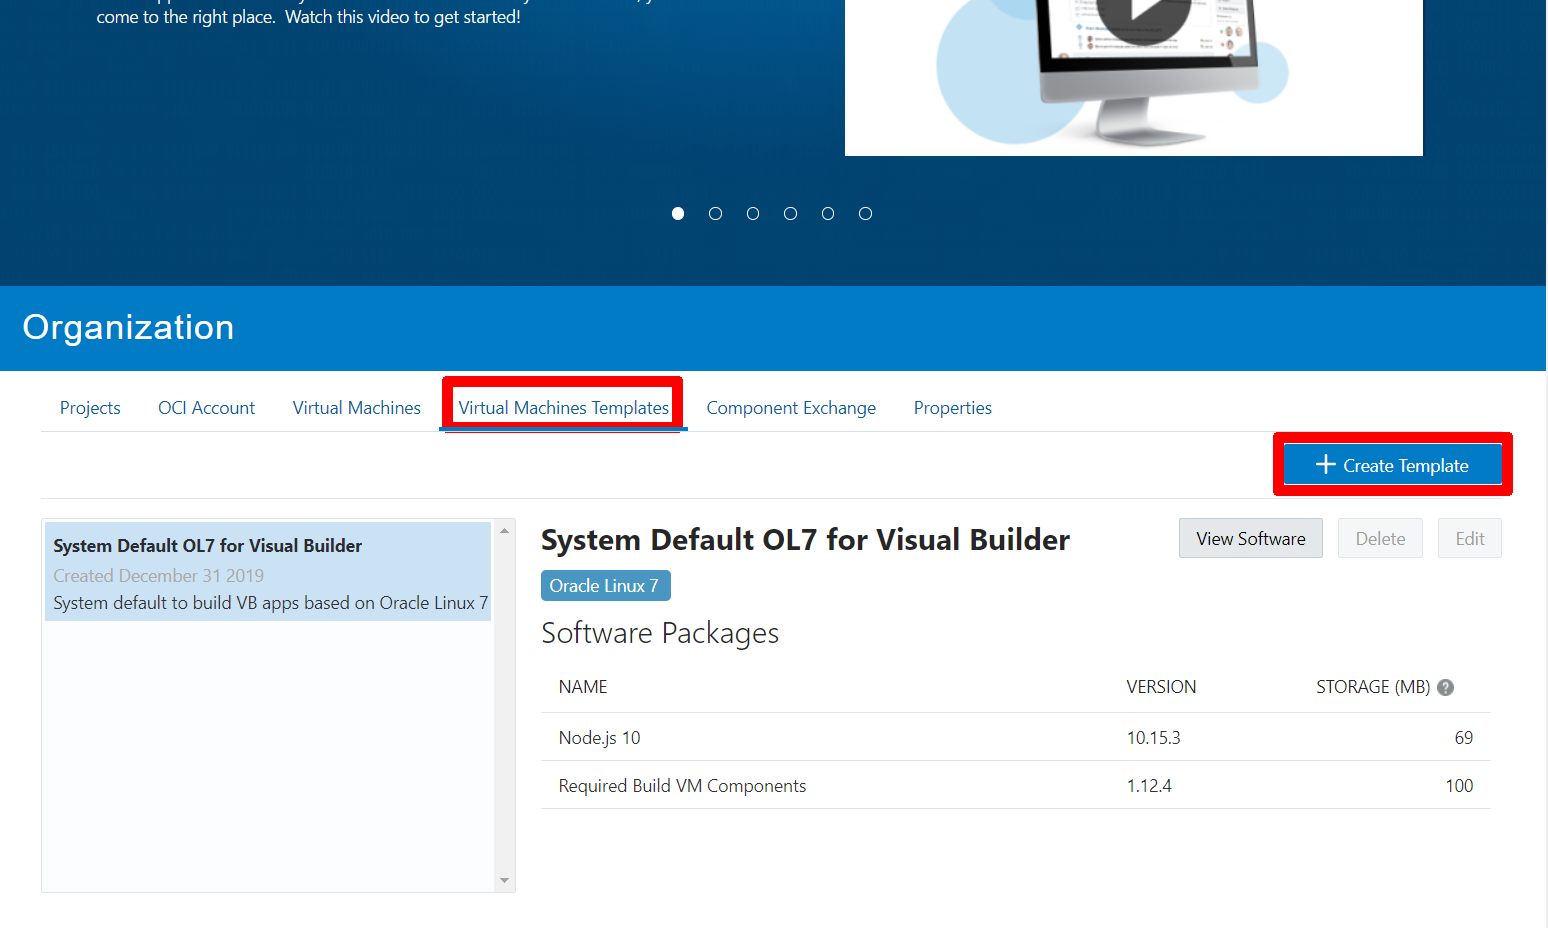 come to the right place. Watch this video to get started!
Organization
Projects OCI Account Virtual Machines Virtual Machines Templates Component Exchange Properties
Create Template
System Default OL7 for Visual Builder
Created December 31 2019
System default to build VB apps based on Oracle Linux 7
System Default OL7 for Visual Builder
View Software Delete Edit
Oracle Linux 7
Software Packages
NAME VERSION STORAGE (MB) ?
Node.js 10 10.15.3 69
Required Build VM Components 1.12.4 100